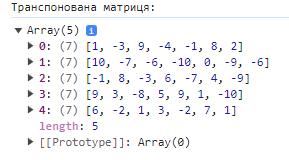 Транспонована матриця:
▼ Array(5) i
▶ 0: (7) [1, -3, 9, -4, -1, 8, 2]
▶ 1: (7) [10, -7, -6, -10, 0, -9, -6]
▶ 2: (7) [-1, 8, -3, 6, -7, 4, -9]
▶ 3: (7) [9, 3, -8, 5, 9, 1, -10]
▶ 4: (7) [6, -2, 1, 3, -2, 7, 1]
length: 5
▶ [[Prototype]]: Array(0)